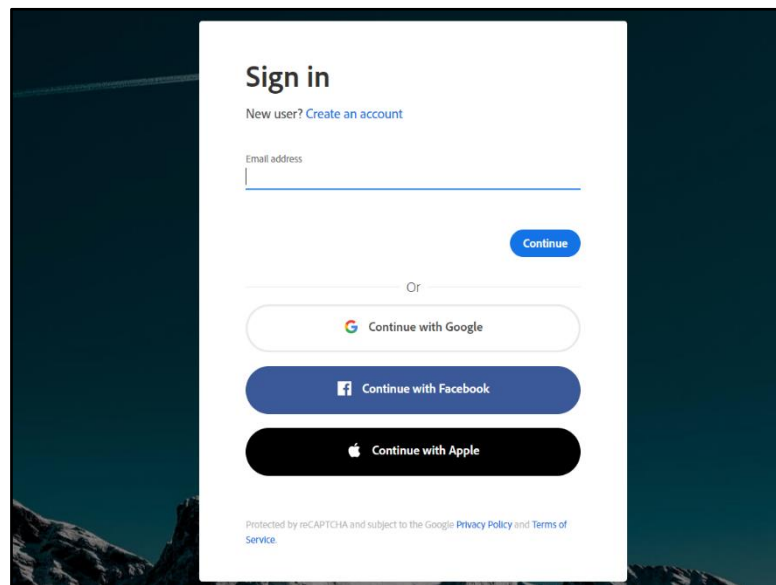 Sign in
New user? Create an account
Email address
Continue
Or
Continue with Google
Continue with Facebook
Continue with Apple
Protected by reCAPTCHA and subject to the Google Privacy Policy and Terms of
Service.